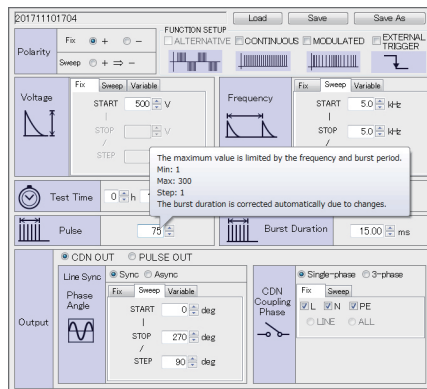 201711101704
Load Save Save As
Polarity
Fix + -
Sweep + ⇒ -
FUNCTION SETUP
ALTERNATIVE CONTINUOUS MODULATED EXTERNAL TRIGGER
Voltage
Fix Sweep Variable
START 500 V
|
STOP V
/
STEP V
Frequency
Fix Sweep Variable
START 5.0 kHz
|
STOP 5.0 kHz
/
The maximum value is limited by the frequency and burst period.
Min: 1
Max: 300
Step: 1
The burst duration is corrected automatically due to changes.
Test Time 0 h
Pulse 75
Burst Duration 15.00 ms
Output
CDN OUT PULSE OUT
Line Sync Sync Async
Phase Angle
Fix Sweep Variable
START 0 deg
|
STOP 270 deg
/
STEP 90 deg
CDN Coupling Phase
Single-phase 3-phase
Fix Sweep
L N PE
LINE ALL